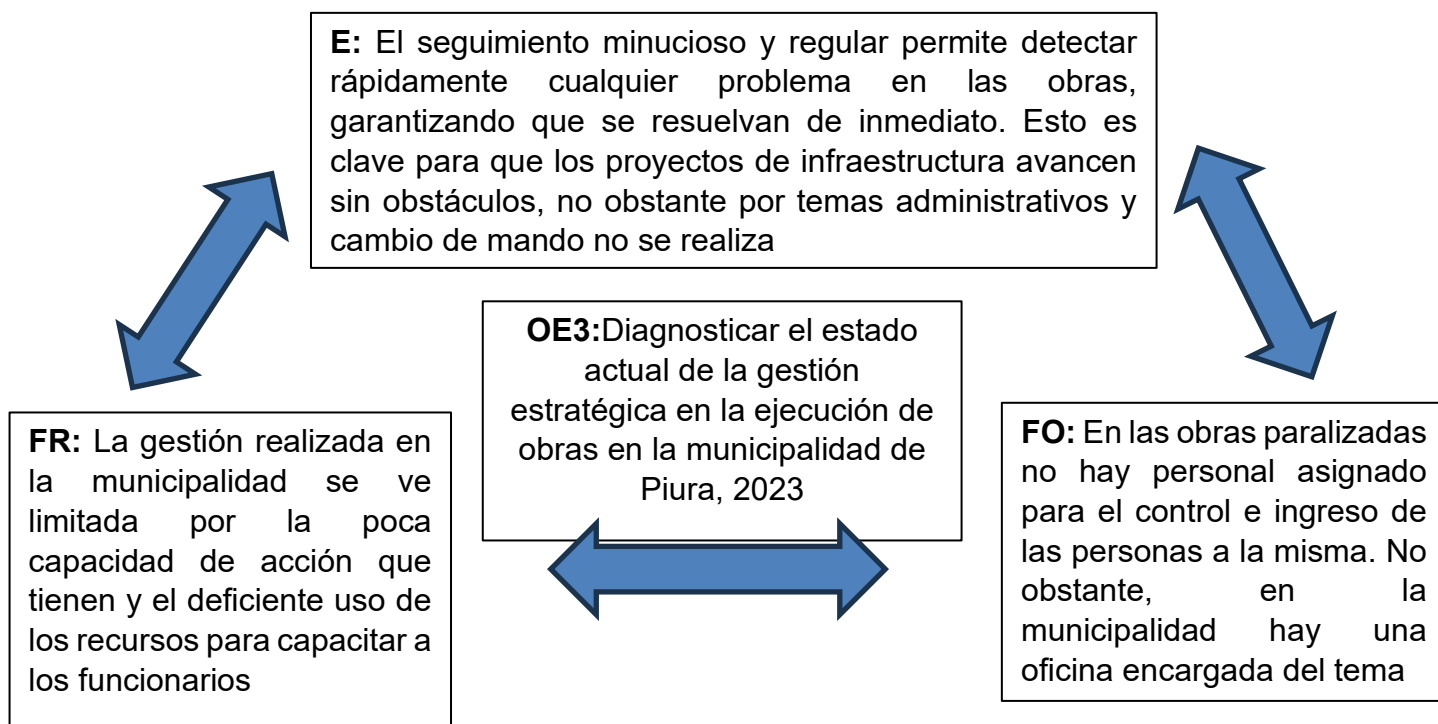 E: El seguimiento minucioso y regular permite detectar
rápidamente cualquier problema en las obras,
garantizando que se resuelvan de inmediato. Esto es
clave para que los proyectos de infraestructura avancen
sin obstáculos, no obstante por temas administrativos y
cambio de mando no se realiza
OE3:Diagnosticar el estado
actual de la gestión
estratégica en la ejecución de
obras en la municipalidad de
Piura, 2023
FR: La gestión realizada en
la municipalidad se ve
limitada por la poca
capacidad de acción que
tienen y el deficiente uso de
los recursos para capacitar a
los funcionarios
FO: En las obras paralizadas
no hay personal asignado
para el control e ingreso de
las personas a la misma. No
obstante, en la
municipalidad hay una
oficina encargada del tema